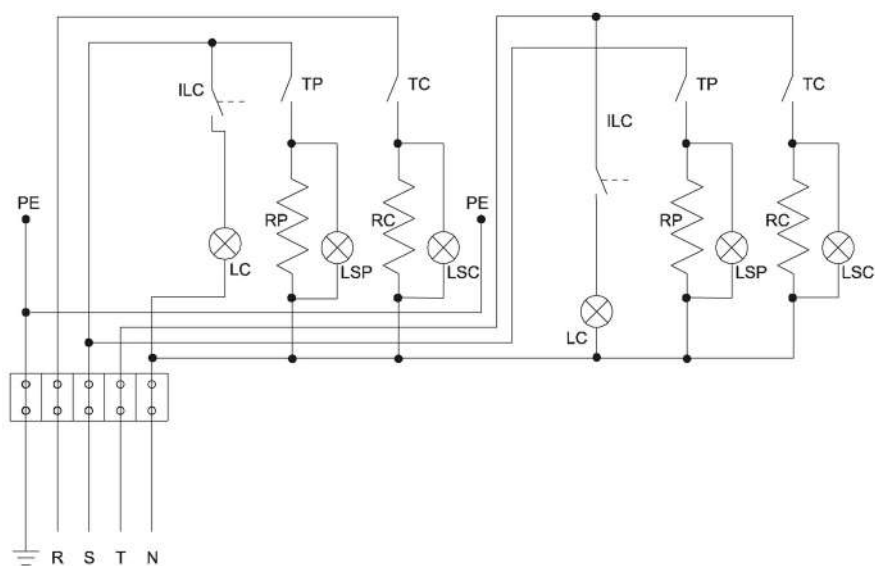 ILC TP TC TP TC
ILC
PE RP RC PE RP RC
LC LSP LSC LSP LSC
LC
R S T N